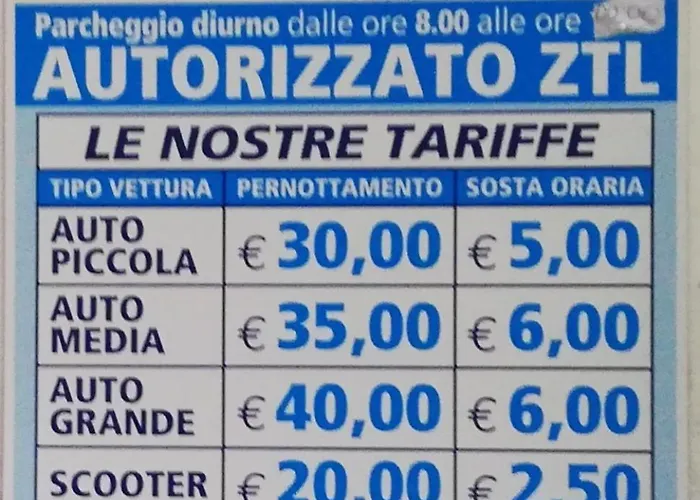 Parcheggio diurno dalle ore 8.00 alle ore
AUTORIZZATO ZTL
LE NOSTRE TARIFFE
TIPO VETTURA PERNOTTAMENTO SOSTA ORARIA
AUTO PICCOLA € 30,00 € 5,00
AUTO MEDIA € 35,00 € 6,00
AUTO GRANDE € 40,00 € 6,00
SCOOTER € 20,00 € 2,50